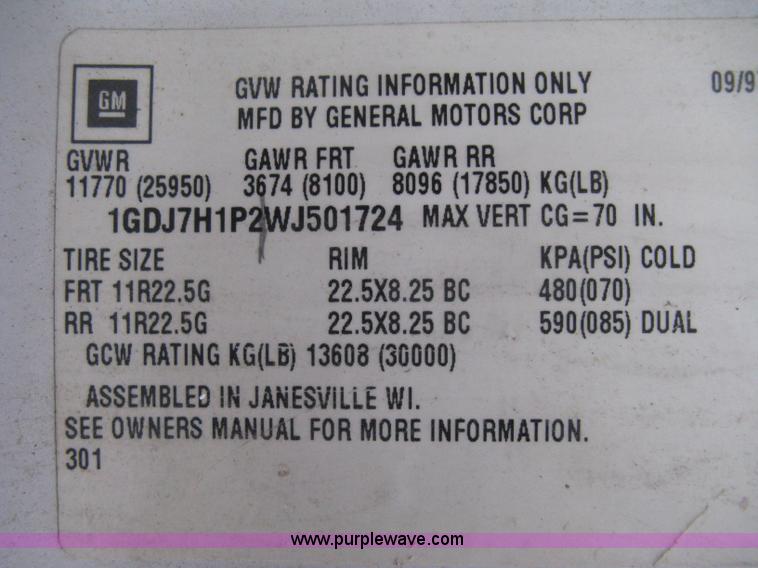 GM
GVW RATING INFORMATION ONLY 09/9
MFD BY GENERAL MOTORS CORP
GVWR GAWR FRT GAWR RR
11770 (25950) 3674 (8100) 8096 (17850) KG(LB)
1GDJ7H1P2WJ501724 MAX VERT CG=70 IN.
TIRE SIZE RIM KPA(PSI) COLD
FRT 11R22.5G 22.5X8.25 BC 480(070)
RR 11R22.5G 22.5X8.25 BC 590(085) DUAL
GCW RATING KG(LB) 13608 (30000)
ASSEMBLED IN JANESVILLE WI.
SEE OWNERS MANUAL FOR MORE INFORMATION.
301
www.purplewave.com